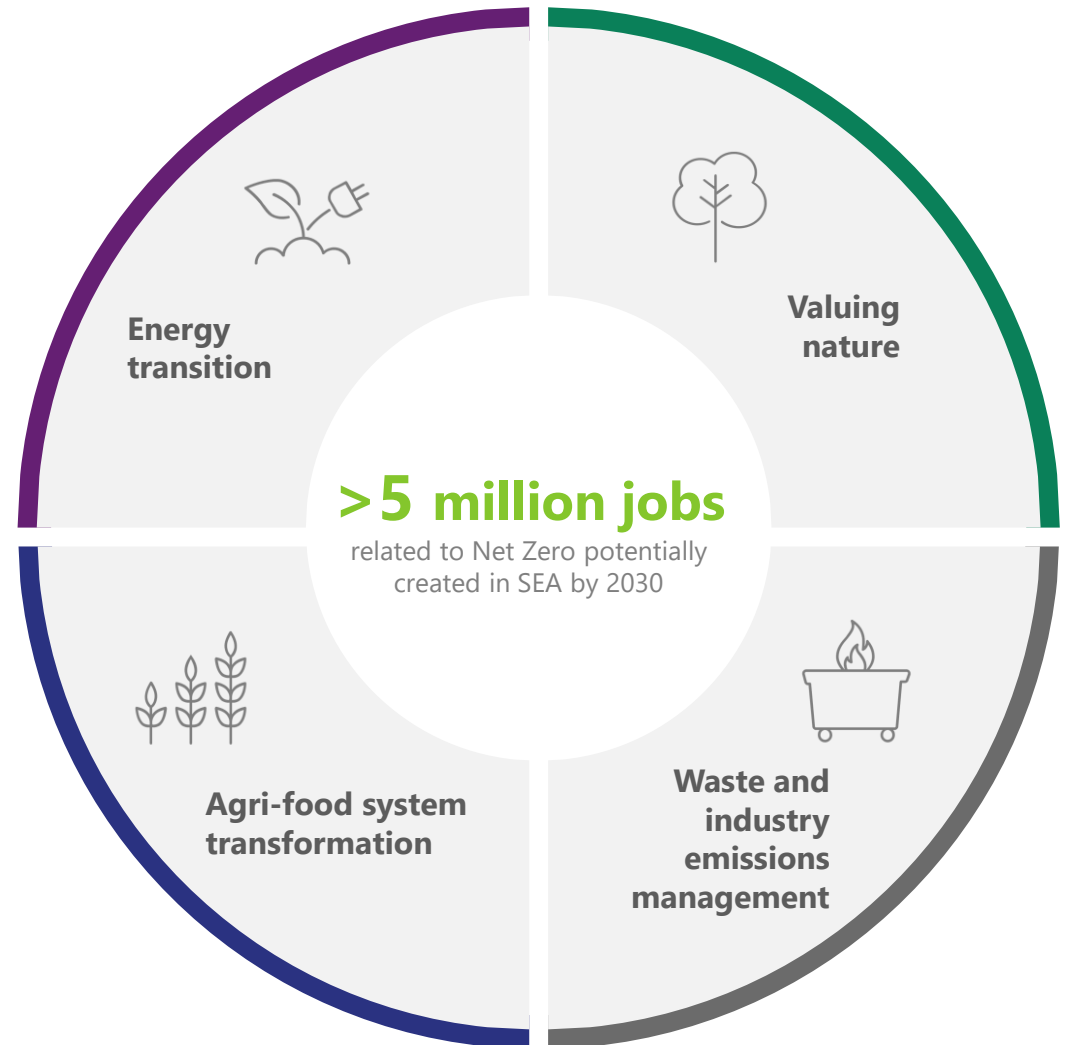 Energy
transition
Valuing
nature
>5 million jobs
related to Net Zero potentially
created in SEA by 2030
Agri-food system
transformation
Waste and
industry
emissions
management